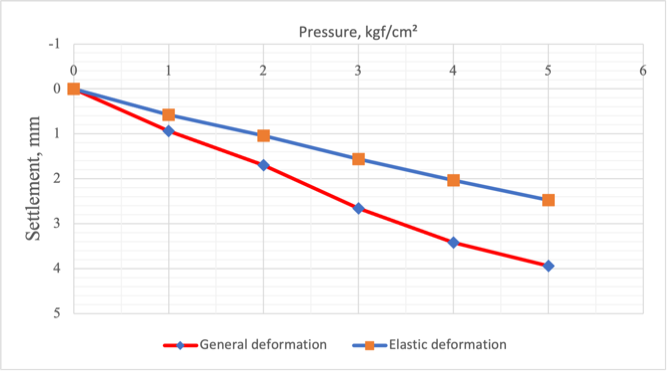 Pressure, kgf/cm²
-1
0 1 2 3 4 5 6
0
1
2
3
4
5
Settlement, mm
General deformation Elastic deformation